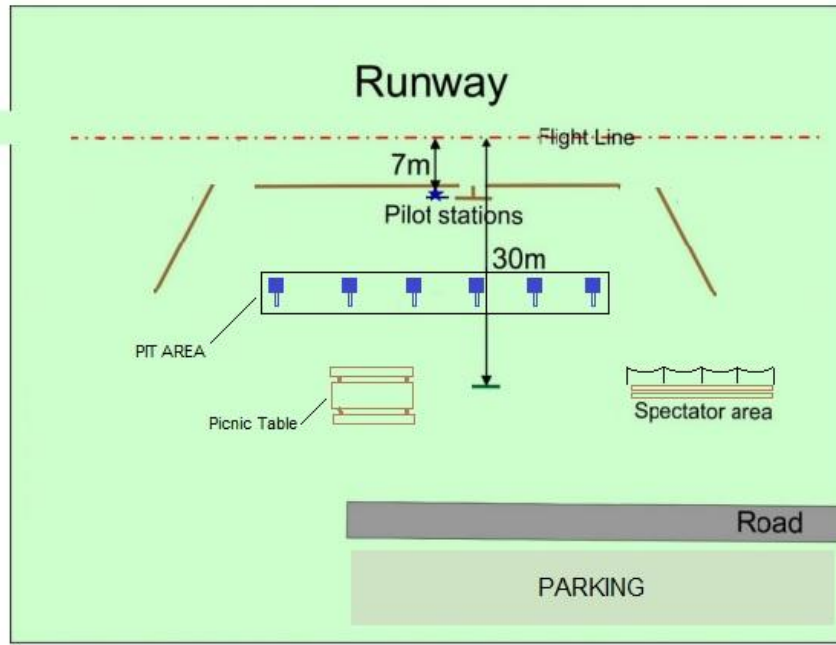 Runway
Flight Line
7m
Pilot stations
30m
PIT AREA
Picnic Table
Spectator area
Road
PARKING